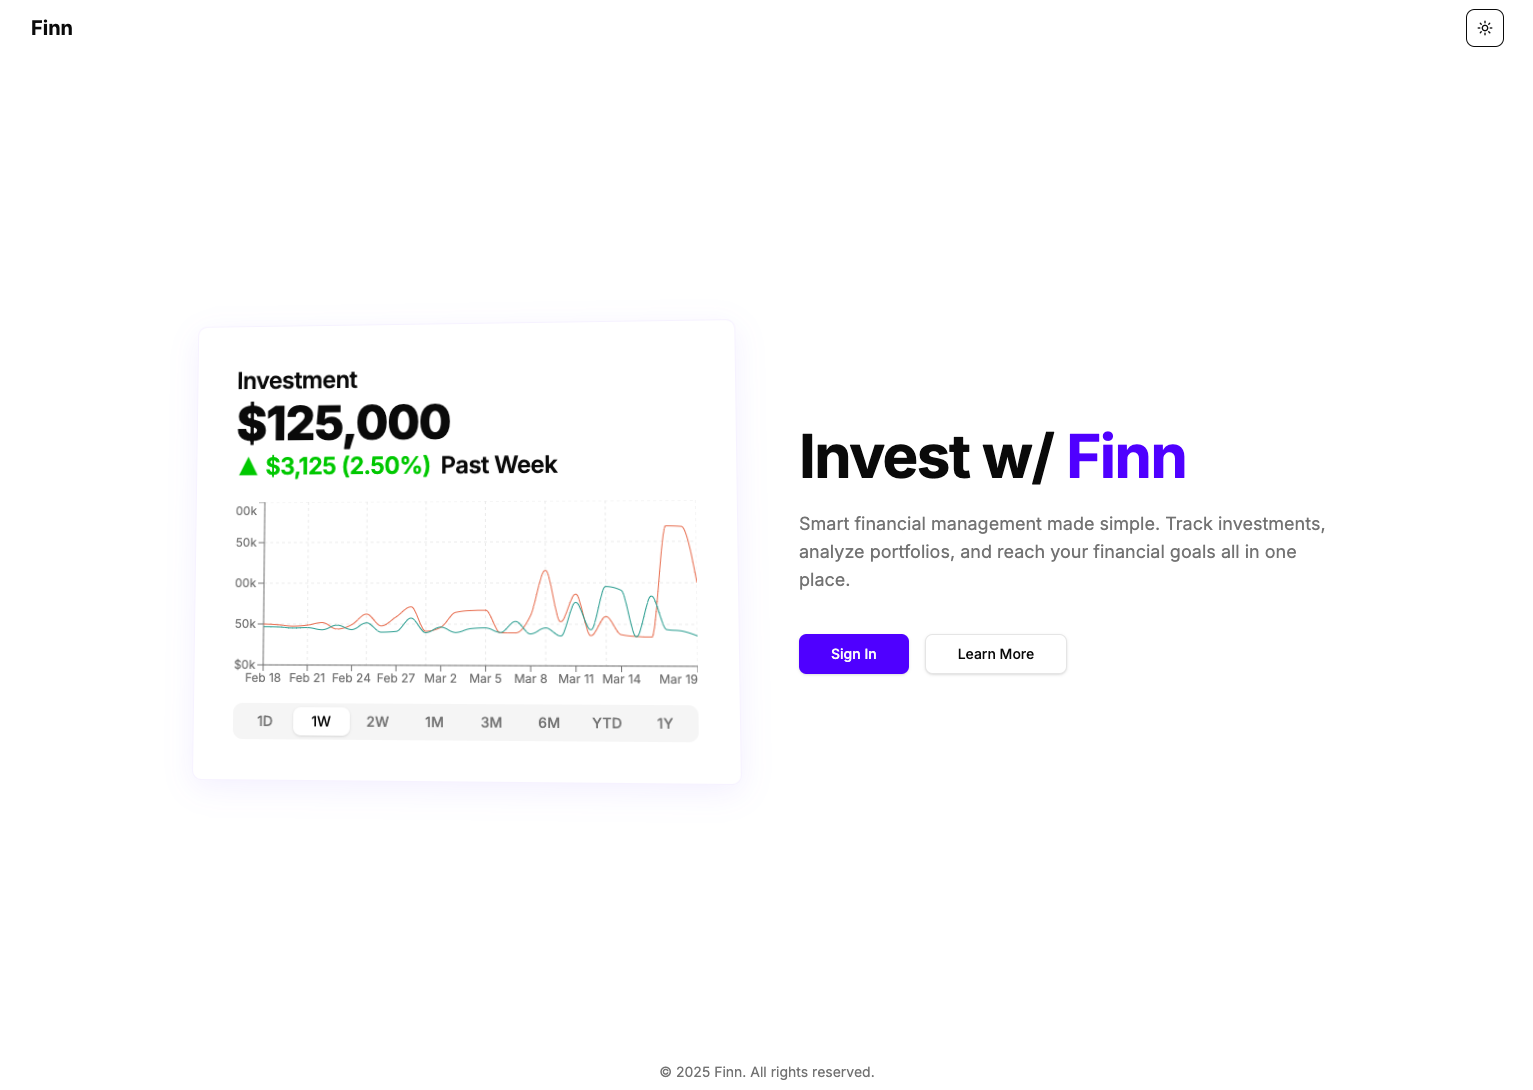 Finn
Investment
$125,000
▲ $3,125 (2.50%) Past Week
00k
50k
00k
50k
$0k
Feb 18 Feb 21 Feb 24 Feb 27 Mar 2 Mar 5 Mar 8 Mar 11 Mar 14 Mar 19
1D 1W 2W 1M 3M 6M YTD 1Y
Invest w/ Finn
Smart financial management made simple. Track investments,
analyze portfolios, and reach your financial goals all in one
place.
Sign In Learn More
© 2025 Finn. All rights reserved.